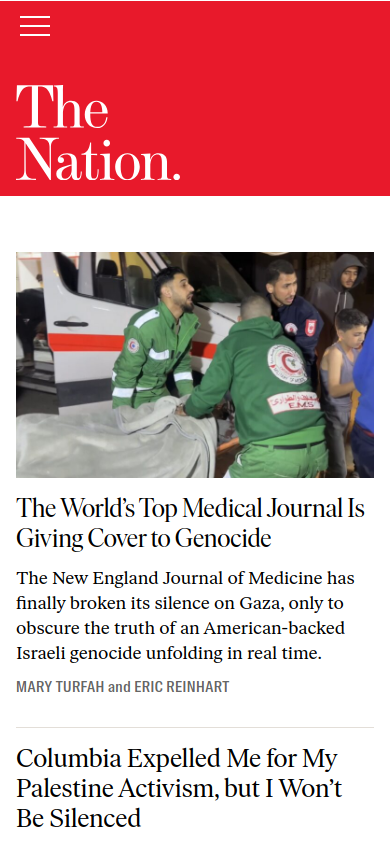 The
Nation.
E.M.S
The World's Top Medical Journal Is
Giving Cover to Genocide
The New England Journal of Medicine has
finally broken its silence on Gaza, only to
obscure the truth of an American-backed
Israeli genocide unfolding in real time.
MARY TURFAH and ERIC REINHART
Columbia Expelled Me for My
Palestine Activism, but I Won't
Be Silenced